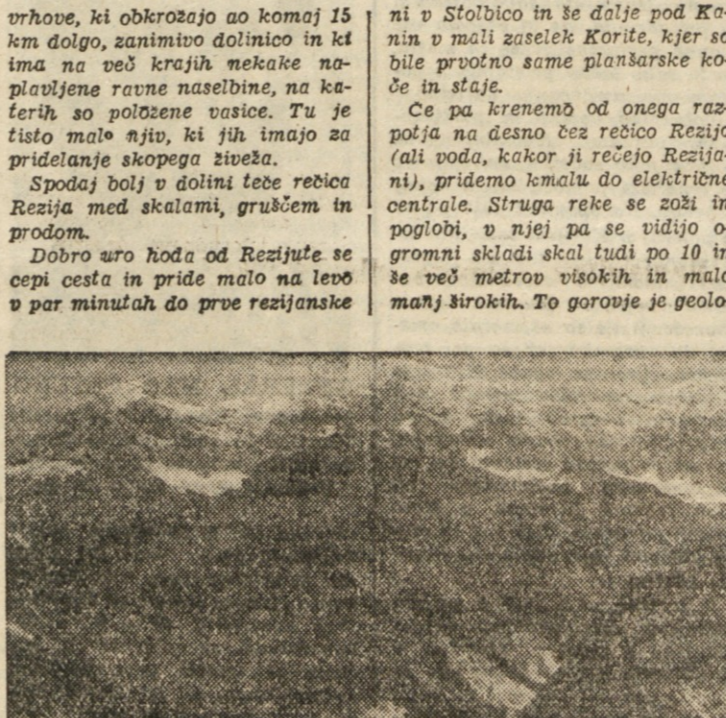 vrhove, ki obkrožajo ao komaj 15
km dolgo, zanimivo dolinico in ki
ima na več krajih nekake na-
plavljene ravne naselbine, na ka-
terih so položene vasice. Tu je
tisto malo njiv, ki jih imajo za
pridelanje skopega živeža.
Spodaj bolj v dolini teče rečica
Rezija med skalami, gruščem in
prodom.
Dobro uro hoda od Rezijute se
cepi cesta in pride malo na levo
v par minutah do prve rezijanske
ni v Stolbico in še dalje pod Ka-
nin v mali zaselek Korite, kjer so
bile prvotno same planšarske ko-
če in staje.
Če pa krenemo od onega raz-
potja na desno čez rečico Rezijo
(ali voda, kakor ji rečejo Rezija-
ni), pridemo kmalu do električne
centrale. Struga reke se zoži in
poglobi, v njej pa se vidijo o-
gromni skladi skal tudi po 10 in
še več metrov visokih in malo
manj širokih. To gorovje je geolo-